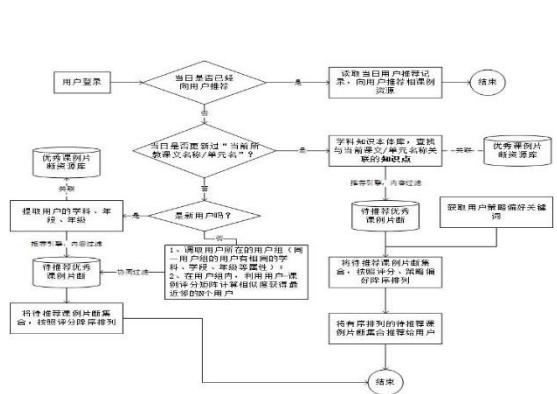 用户登录
当日是否已经
向用户推荐
是
读取当日用户推荐记
录，向用户推荐相课例
资源
结束
否
当日是否更新过“当前所
教课文名称/单元名”？
是
学科知识本体库，查找
与当前课文/单元名称关
联的知识点
关联
优秀课例片
断资源库
优秀课例片
断资源库
关联
否
推荐引擎：内容过滤
提取用户的学科、年
段、年级
是
是新用户吗？
待推荐优秀
课例片断
获取用户策略偏好关键
词
推荐引擎：内容过滤
否
待推荐优秀
课例片断
协同过滤
1、调取用户所在的用户组（同
一用户组的用户有相同的学
科、学段、年级等属性）；
2、在用户组内，利用用户-课
例评分矩阵计算相似度获得最
近邻的N个用户
将待推荐课例片断集
合，按照评分、策略偏
好降序排列
将待推荐课例片断集
合，按照评分降序排列
将有序排列的待推荐课
例片断集合推荐给用户
结束